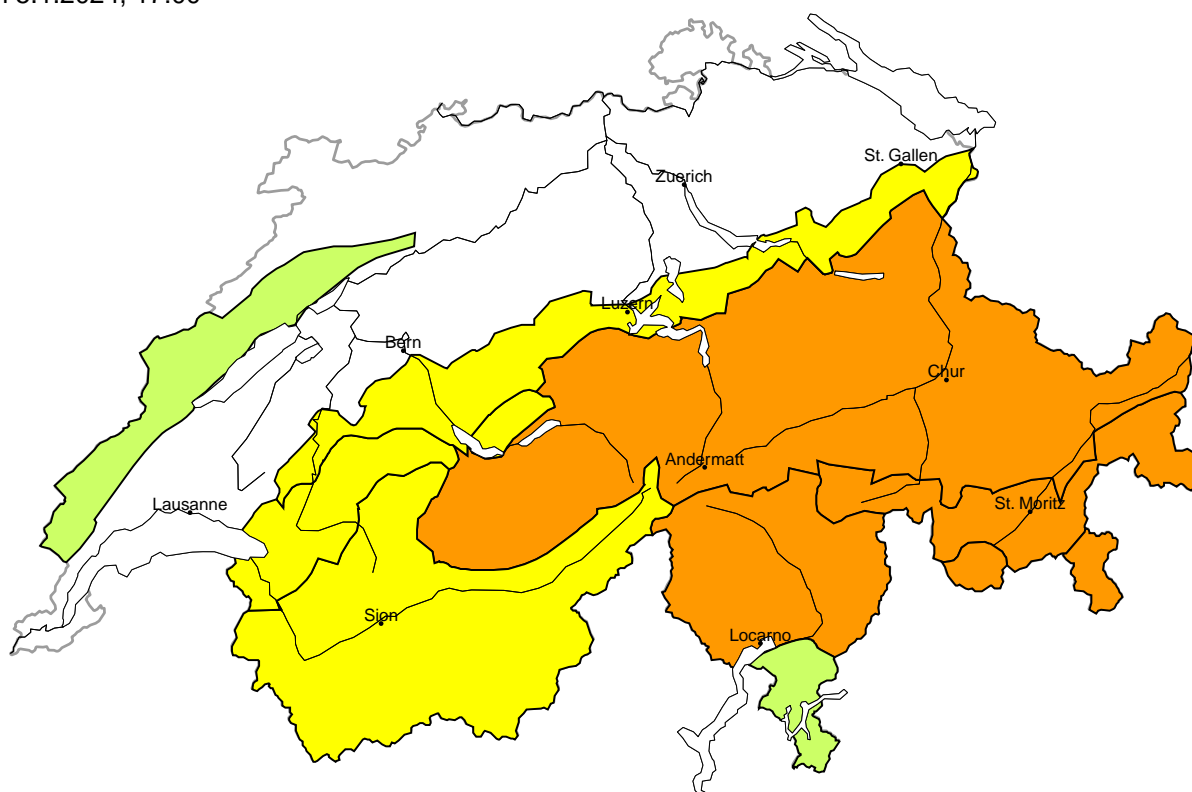 St. Gallen
Zuerich
Luzern
Bern
Chur
Andermatt
Lausanne
St. Moritz
Sion
Locarno